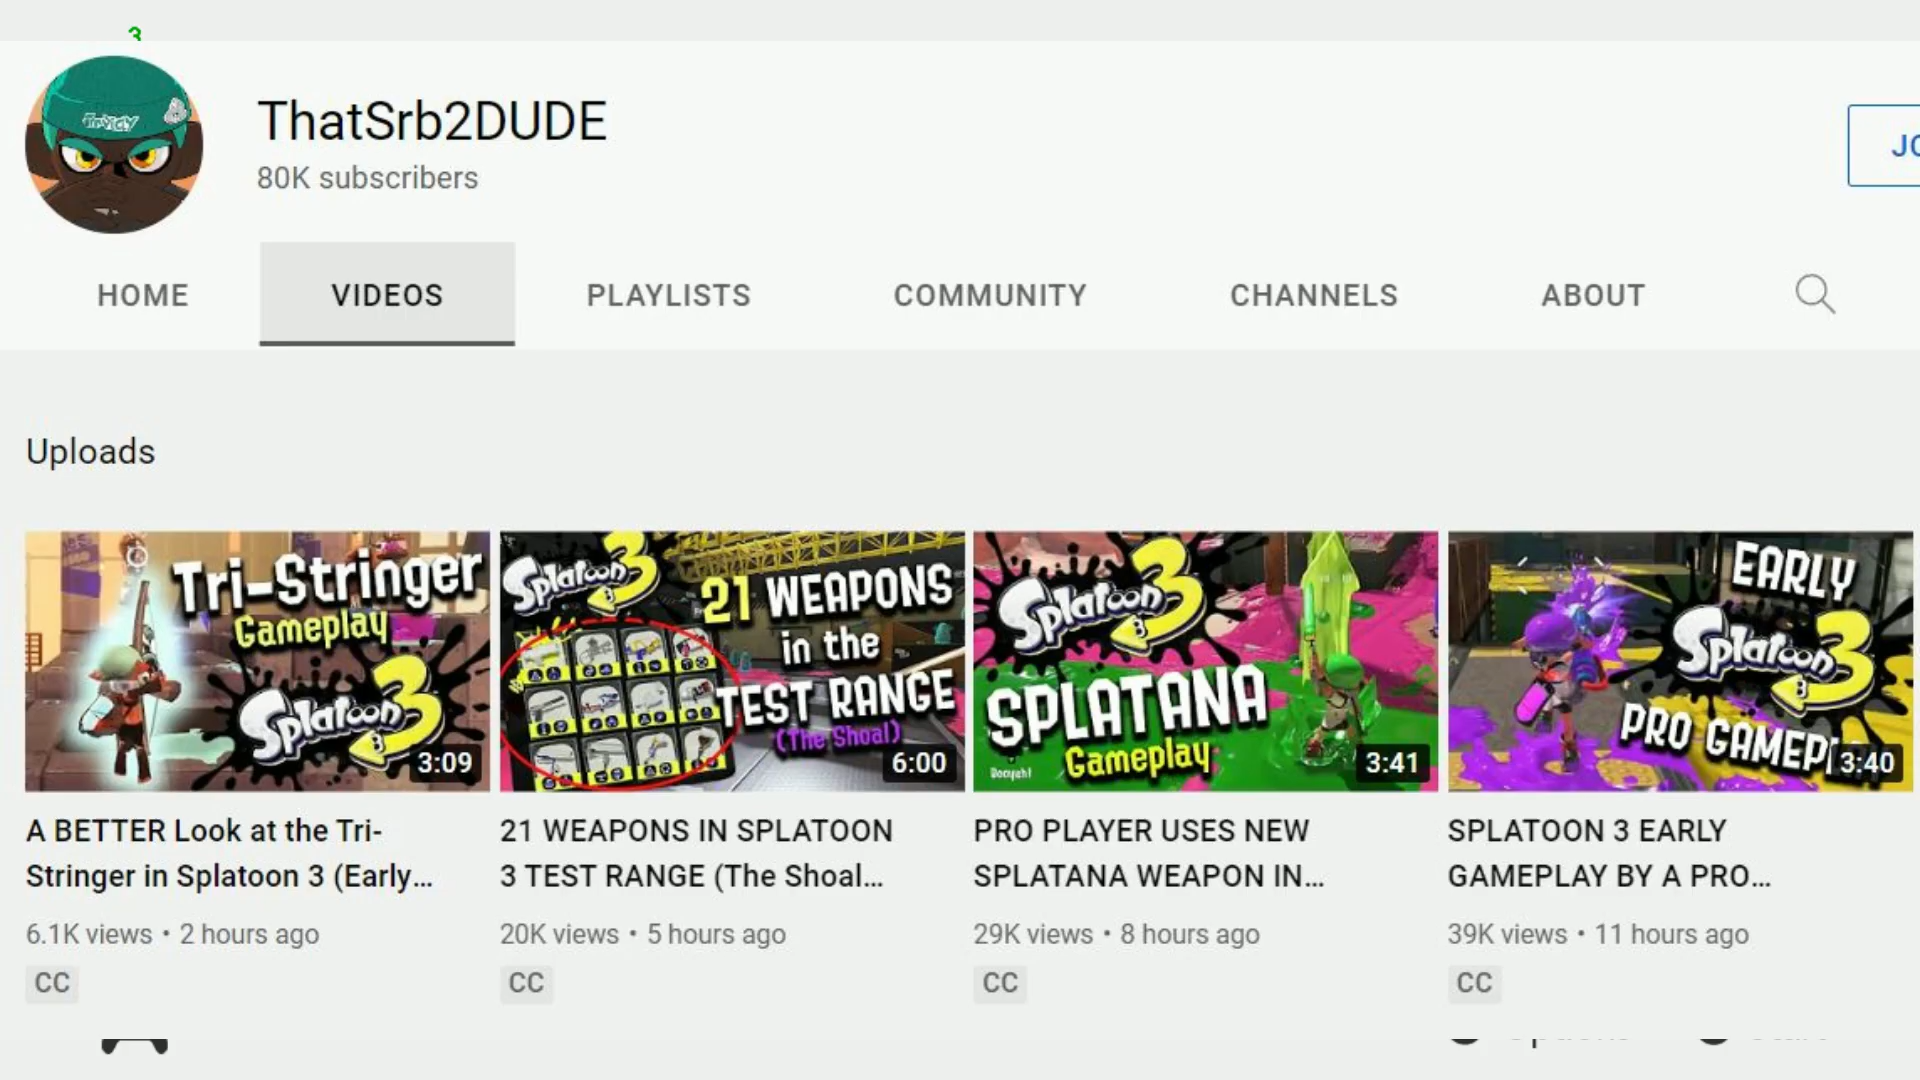 3
ThatSrb2DUDE
80K subscribers
HOME
VIDEOS
PLAYLISTS
COMMUNITY
CHANNELS
ABOUT
Uploads
Tri-Stringer
Gameplay
Splatoon 3
3:09
Splatoon 3
21 WEAPONS
in the
TEST RANGE
(The Shoal)
6:00
Splatoon 3
SPLATANA
Gameplay
Booyah!
3:41
EARLY
Splatoon 3
PRO
3:40
A BETTER Look at the Tri-
Stringer in Splatoon 3 (Early...
6.1K views • 2 hours ago
CC
21 WEAPONS IN SPLATOON
3 TEST RANGE (The Shoal...
20K views • 5 hours ago
CC
PRO PLAYER USES NEW
SPLATANA WEAPON IN...
29K views • 8 hours ago
CC
SPLATOON 3 EARLY
GAMEPLAY BY A PRO...
39K views • 11 hours ago
CC